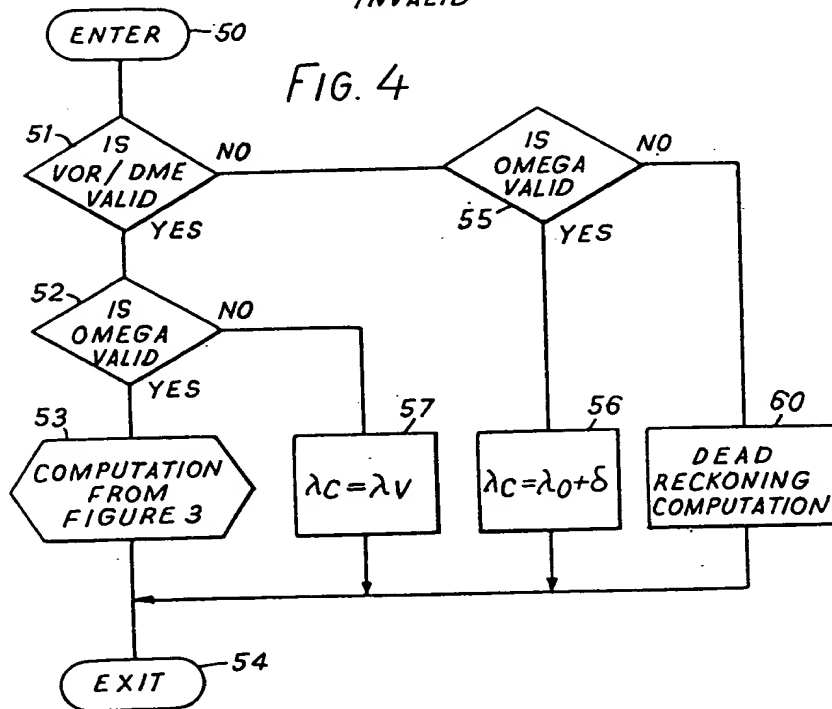 INVALID
ENTER
50
FIG. 4
51
IS
VOR/DME
VALID
NO
YES
IS
OMEGA
VALID
55
NO
YES
52
IS
OMEGA
VALID
NO
YES
53
COMPUTATION
FROM
FIGURE 3
57
λC=λV
56
λC=λO+δ
60
DEAD
RECKONING
COMPUTATION
EXIT
54